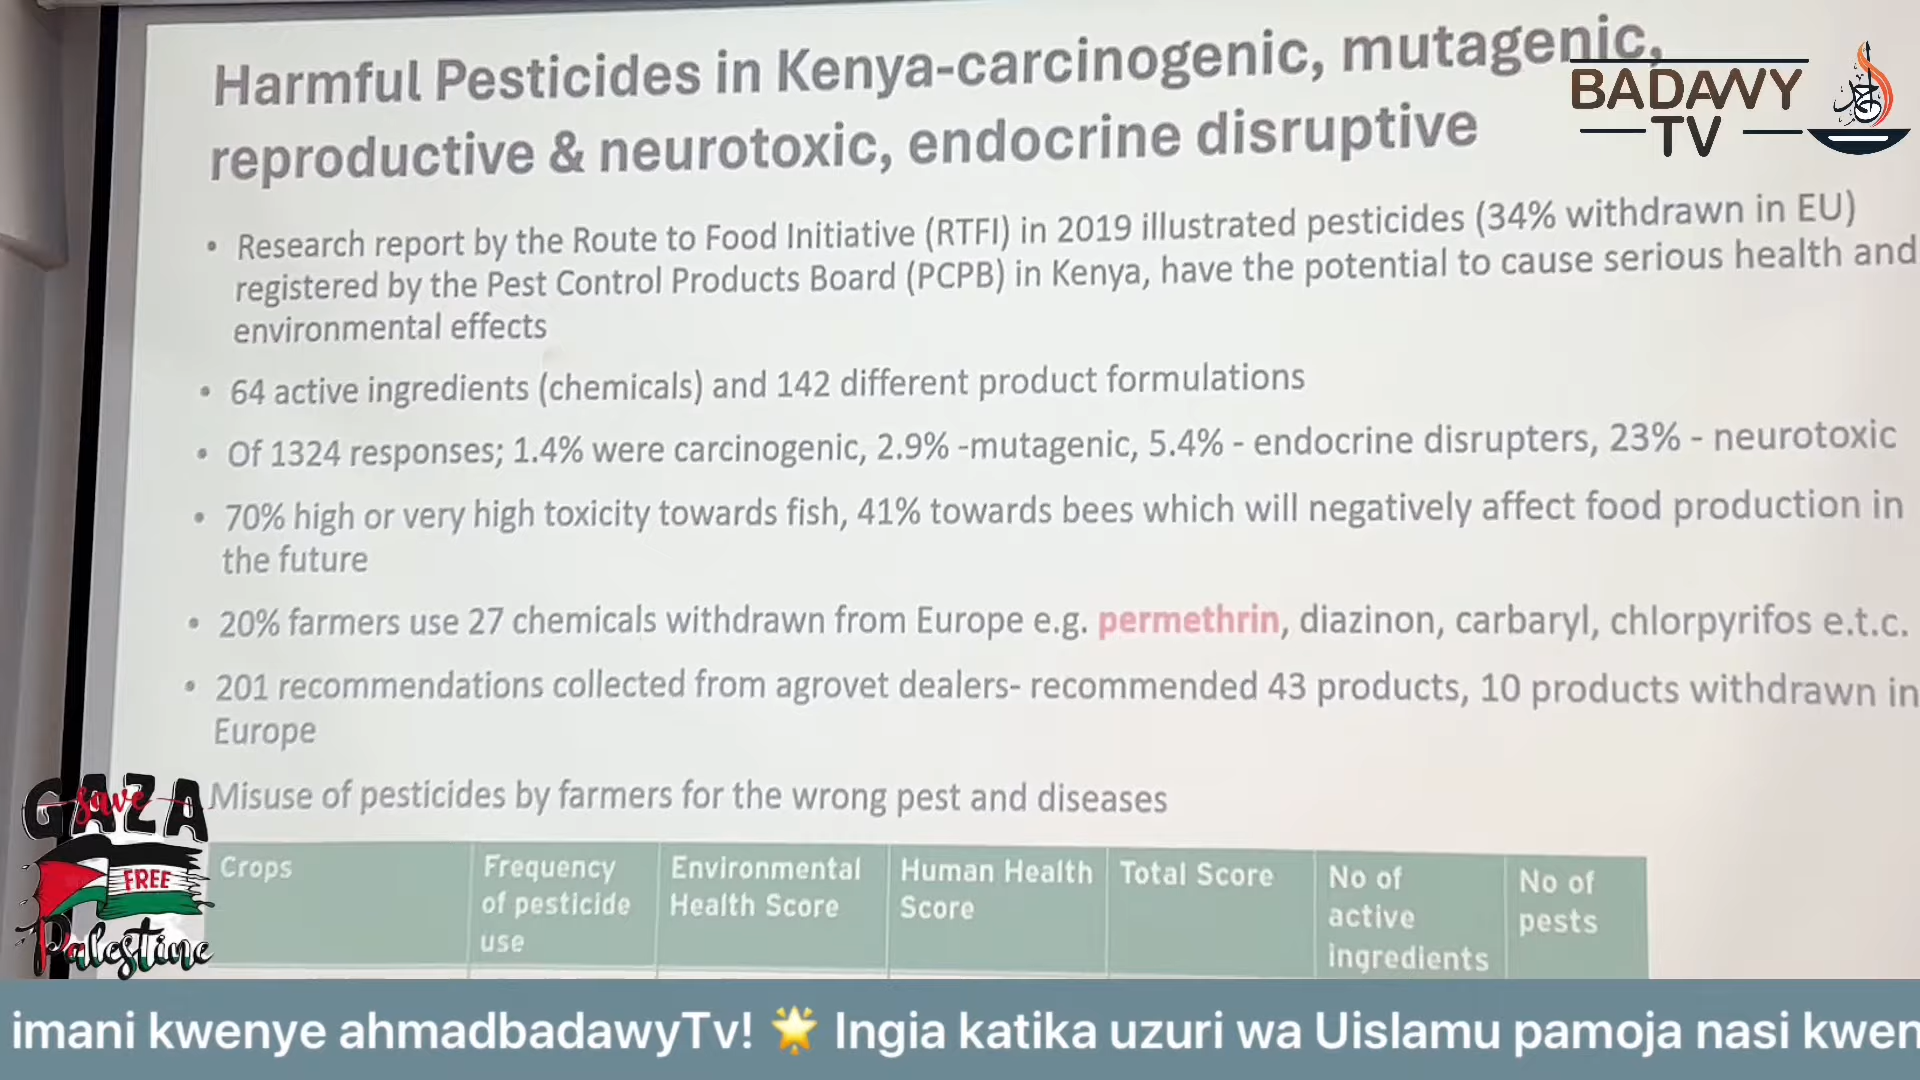 Harmful Pesticides in Kenya-carcinogenic, mutagenic,
reproductive & neurotoxic, endocrine disruptive
BADAWY
TV
• Research report by the Route to Food Initiative (RTFI) in 2019 illustrated pesticides (34% withdrawn in EU)
registered by the Pest Control Products Board (PCPB) in Kenya, have the potential to cause serious health and
environmental effects
• 64 active ingredients (chemicals) and 142 different product formulations
• Of 1324 responses; 1.4% were carcinogenic, 2.9% -mutagenic, 5.4% - endocrine disrupters, 23% - neurotoxic
• 70% high or very high toxicity towards fish, 41% towards bees which will negatively affect food production in
the future
• 20% farmers use 27 chemicals withdrawn from Europe e.g. permethrin, diazinon, carbaryl, chlorpyrifos e.t.c.
• 201 recommendations collected from agrovet dealers- recommended 43 products, 10 products withdrawn in
Europe
Misuse of pesticides by farmers for the wrong pest and diseases
GAZA
save
FREE
Palestine
Crops
Frequency
of pesticide
use
Environmental
Health Score
Human Health
Score
Total Score
No of
active
ingredients
No of
pests
imani kwenye ahmadbadawyTv! 🌟 Ingia katika uzuri wa Uislamu pamoja nasi kwen